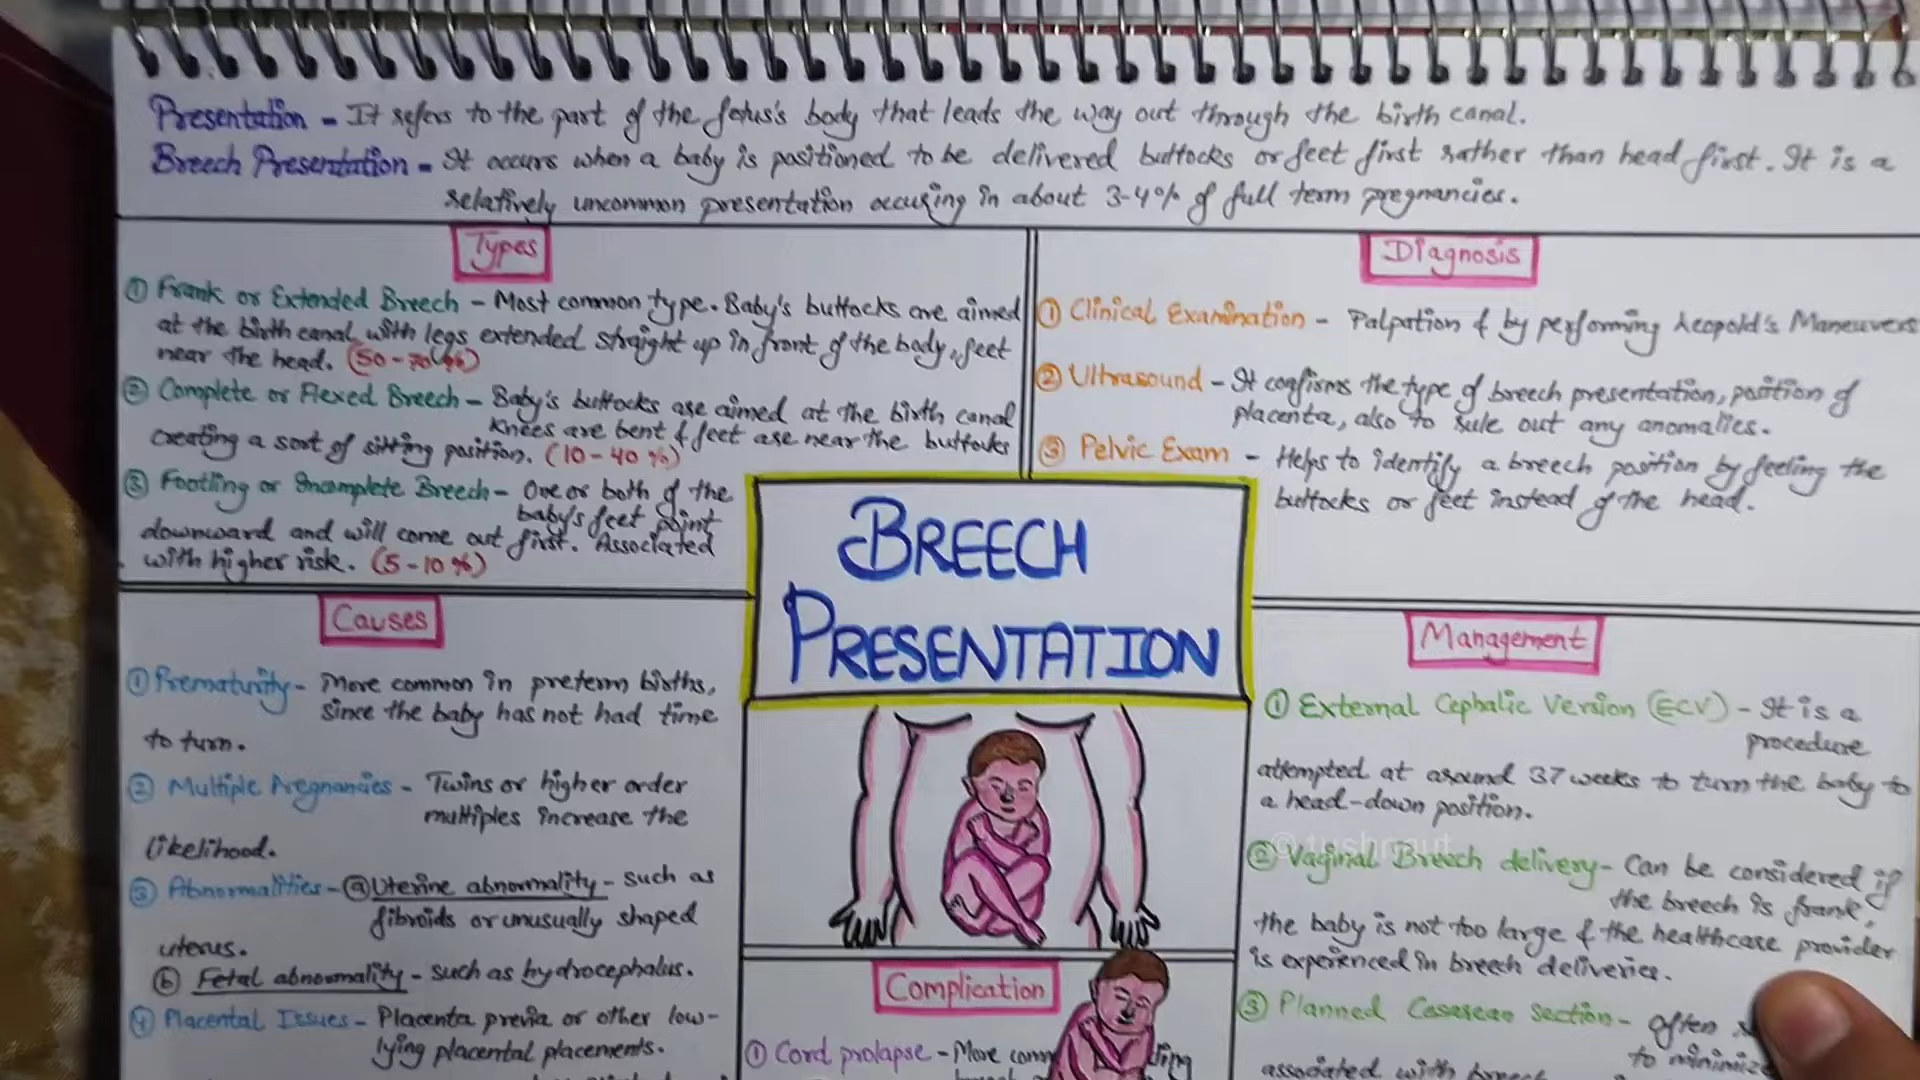 Presentation - It refers to the part of the fetus's body that leads the way out through the birth canal.
Breech Presentation - It occurs when a baby is positioned to be delivered buttocks or feet first rather than head first. It is a
relatively uncommon presentation occuring in about 3-4% of full term pregnancies.
Types
① Frank or Extended Breech - Most common type. Baby's buttocks are aimed
at the birth canal with legs extended straight up in front of the body, feet
near the head. (50-70%)
② Complete or Flexed Breech - Baby's buttocks are aimed at the birth canal
Knees are bent & feet are near the buttocks
creating a sort of sitting position. (10-40%)
③ Footling or Incomplete Breech - One or both of the
baby's feet point
downward and will come out first. Associated
with higher risk. (5-10%)
Diagnosis
① Clinical Examination - Palpation & by performing Leopold's Maneuvers
② Ultrasound - It confirms the type of breech presentation, position of
placenta, also to rule out any anomalies.
③ Pelvic Exam - Helps to identify a breech position by feeling the
buttocks or feet instead of the head.
BREECH
PRESENTATION
Causes
① Prematurity - More common in preterm births,
since the baby has not had time
to turn.
② Multiple Pregnancies - Twins or higher order
multiples increase the
likelihood.
③ Abnormalities - ⓐ Uterine abnormality - such as
fibroids or unusually shaped
uterus.
ⓑ Fetal abnormality - such as hydrocephalus.
④ Placental Issues - Placenta previa or other low-
lying placental placements.
Complication
① Cord prolapse - More
Management
① External Cephalic Version (ECV) - It is a
procedure
attempted at around 37 weeks to turn the baby to
a head-down position.
② Vaginal Breech delivery - Can be considered if
the breech is frank,
the baby is not too large & the healthcare provider
is experienced in breech deliveries.
③ Planned Cesarean section - Often
to minimize
associated with breech